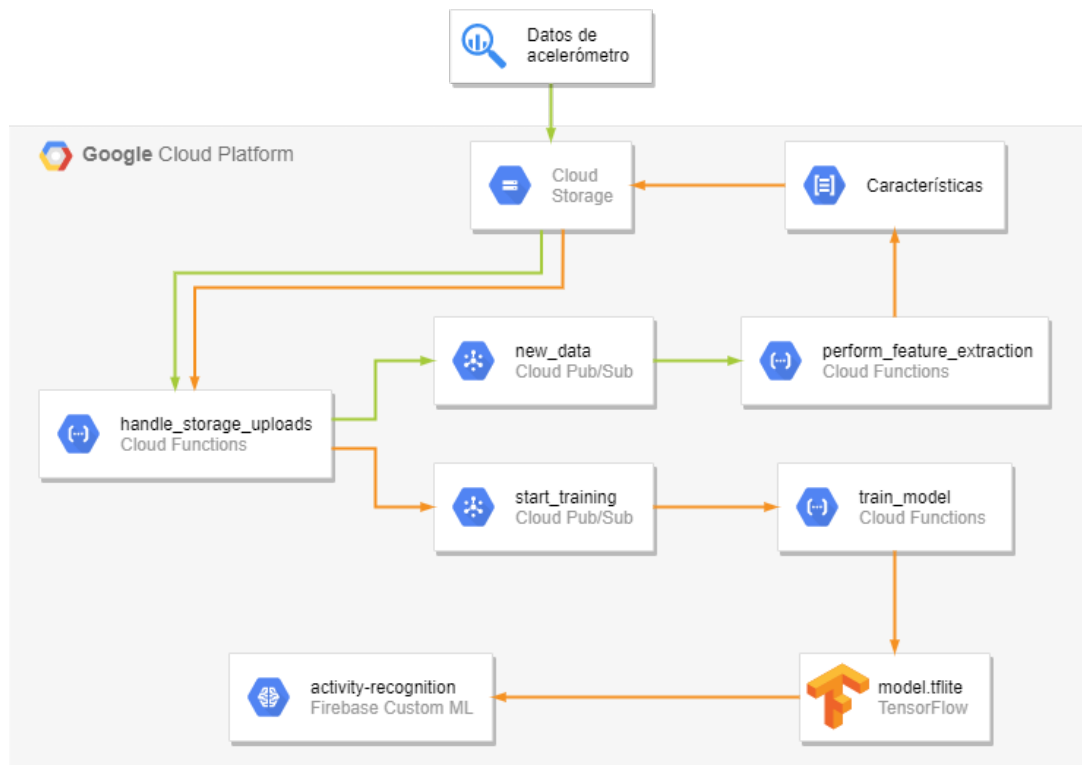 Datos de
acelerómetro
Google Cloud Platform
Cloud
Storage
Características
new_data
Cloud Pub/Sub
perform_feature_extraction
Cloud Functions
handle_storage_uploads
Cloud Functions
start_training
Cloud Pub/Sub
train_model
Cloud Functions
activity-recognition
Firebase Custom ML
model.tflite
TensorFlow